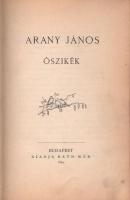 ARANY JÁNOS
ŐSZIKÉK
BUDAPEST
KIADJA RÁTH MÓR